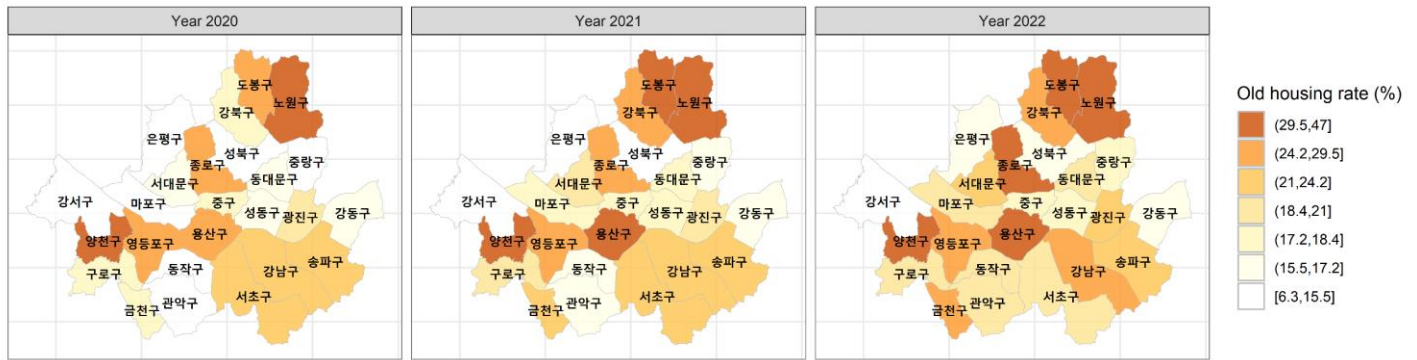 Year 2020
도봉구
노원구
강북구
은평구
성북구
종로구
중랑구
서대문구
동대문구
강서구
마포구
중구
성동구
광진구
강동구
양천구
영등포구
용산구
송파구
구로구
동작구
강남구
서초구
관악구
금천구
Year 2021
도봉구
노원구
강북구
은평구
성북구
종로구
중랑구
서대문구
동대문구
강서구
마포구
중구
성동구
광진구
강동구
양천구
영등포구
용산구
송파구
구로구
동작구
강남구
서초구
관악구
금천구
Year 2022
도봉구
노원구
강북구
은평구
성북구
종로구
중랑구
서대문구
동대문구
강서구
마포구
중구
성동구
광진구
강동구
양천구
영등포구
용산구
송파구
구로구
동작구
강남구
서초구
관악구
금천구
Old housing rate (%)
(29.5,47]
(24.2,29.5]
(21,24.2]
(18.4,21]
(17.2,18.4]
(15.5,17.2]
[6.3,15.5]